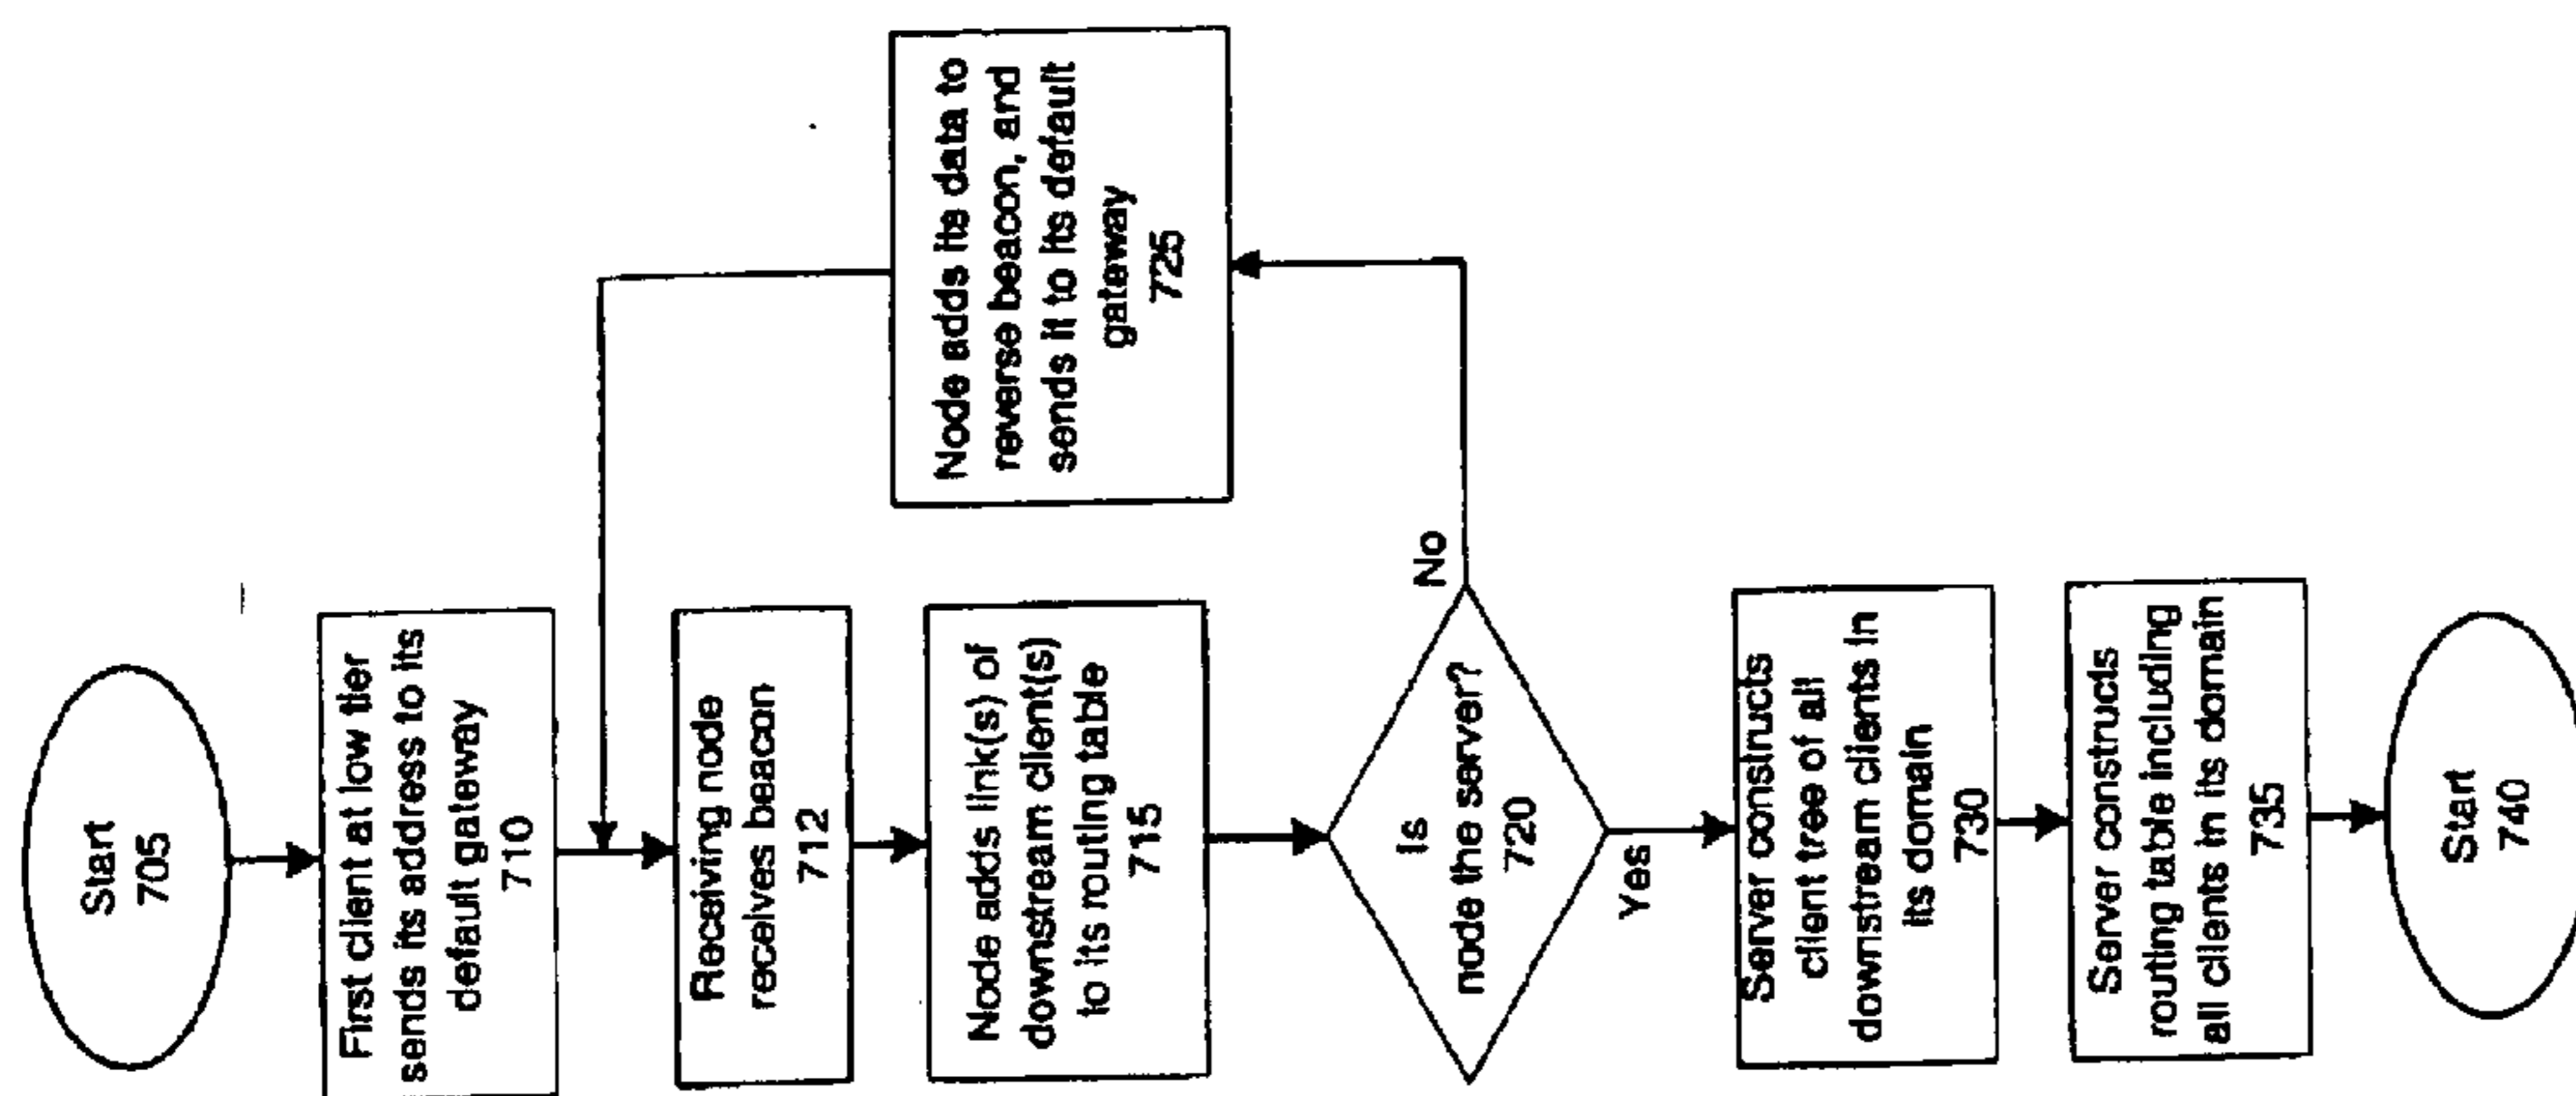 Start
705
First client at low tier
sends its address to its
default gateway
710
Receiving node
receives beacon
712
Node adds link(s) of
downstream client(s)
to its routing table
715
Is
node the server?
720
No
Node adds its data to
reverse beacon, and
sends it to its default
gateway
725
Yes
Server constructs
client tree of all
downstream clients in
its domain
730
Server constructs
routing table including
all clients in its domain
735
Start
740